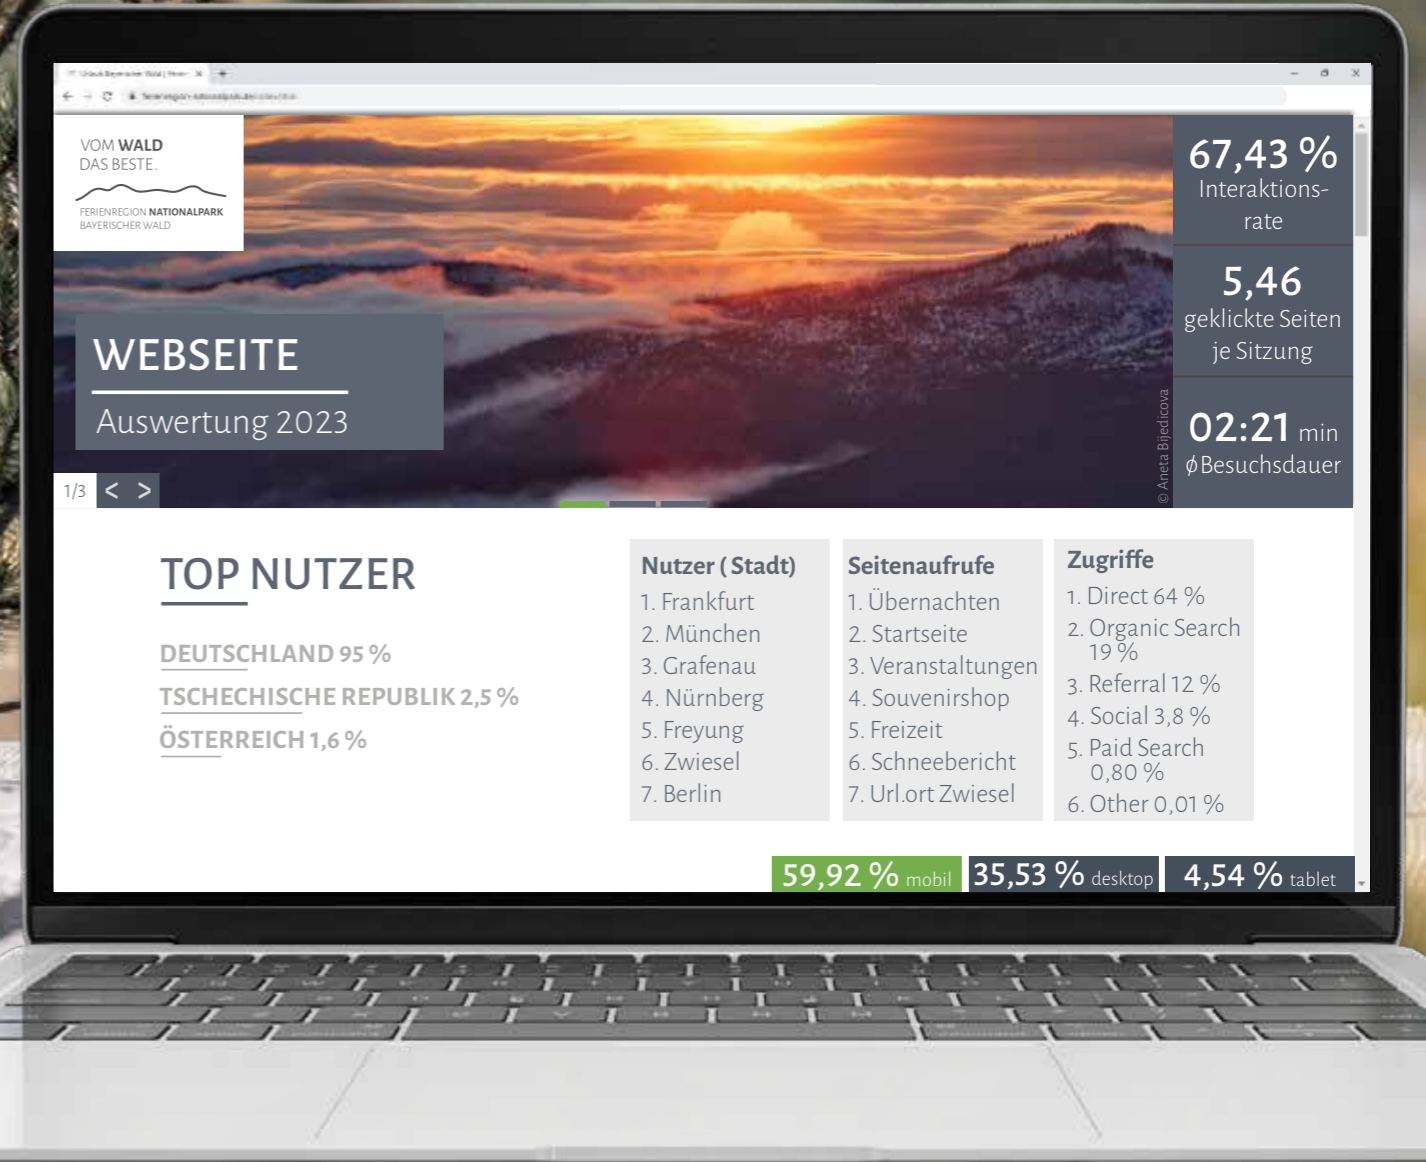 VOM WALD
DAS BESTE.
FERIENREGION NATIONALPARK
BAYERISCHER WALD
67,43 %
Interaktions-
rate
5,46
geklickte Seiten
je Sitzung
02:21 min
ØBesuchsdauer
WEBSEITE
Auswertung 2023
© Aneta Bijedicova
1/3 < >
TOP NUTZER
DEUTSCHLAND 95 %
TSCHECHISCHE REPUBLIK 2,5 %
ÖSTERREICH 1,6 %
Nutzer ( Stadt)
1. Frankfurt
2. München
3. Grafenau
4. Nürnberg
5. Freyung
6. Zwiesel
7. Berlin
Seitenaufrufe
1. Übernachten
2. Startseite
3. Veranstaltungen
4. Souvenirshop
5. Freizeit
6. Schneebericht
7. Url.ort Zwiesel
Zugriffe
1. Direct 64 %
2. Organic Search
19 %
3. Referral 12 %
4. Social 3,8 %
5. Paid Search
0,80 %
6. Other 0,01 %
59,92 % mobil
35,53 % desktop
4,54 % tablet